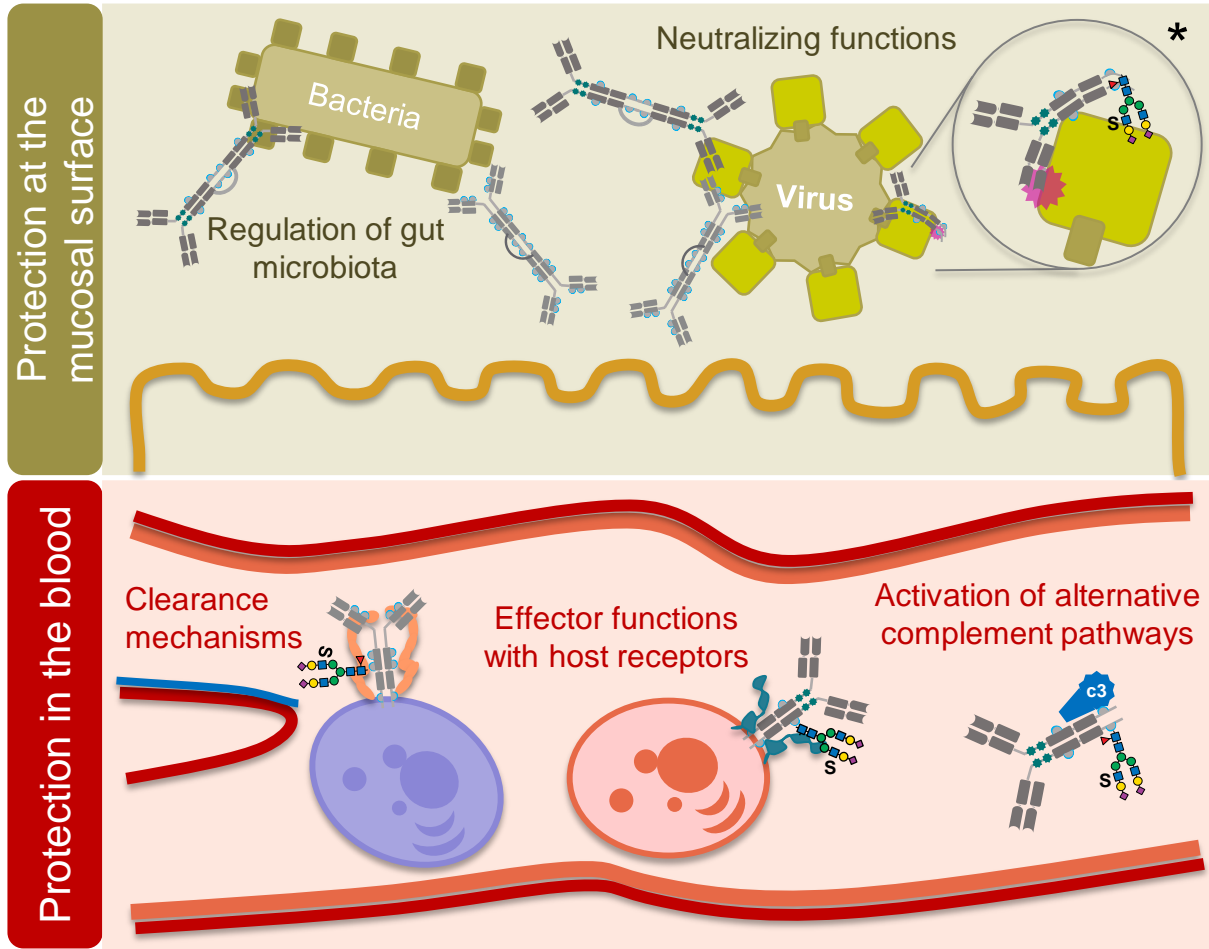 Protection at the
mucosal surface
Bacteria
Regulation of gut
microbiota
Neutralizing functions
Virus
*
S
Protection in the blood
Clearance
mechanisms
S
Effector functions
with host receptors
S
Activation of alternative
complement pathways
c3
S